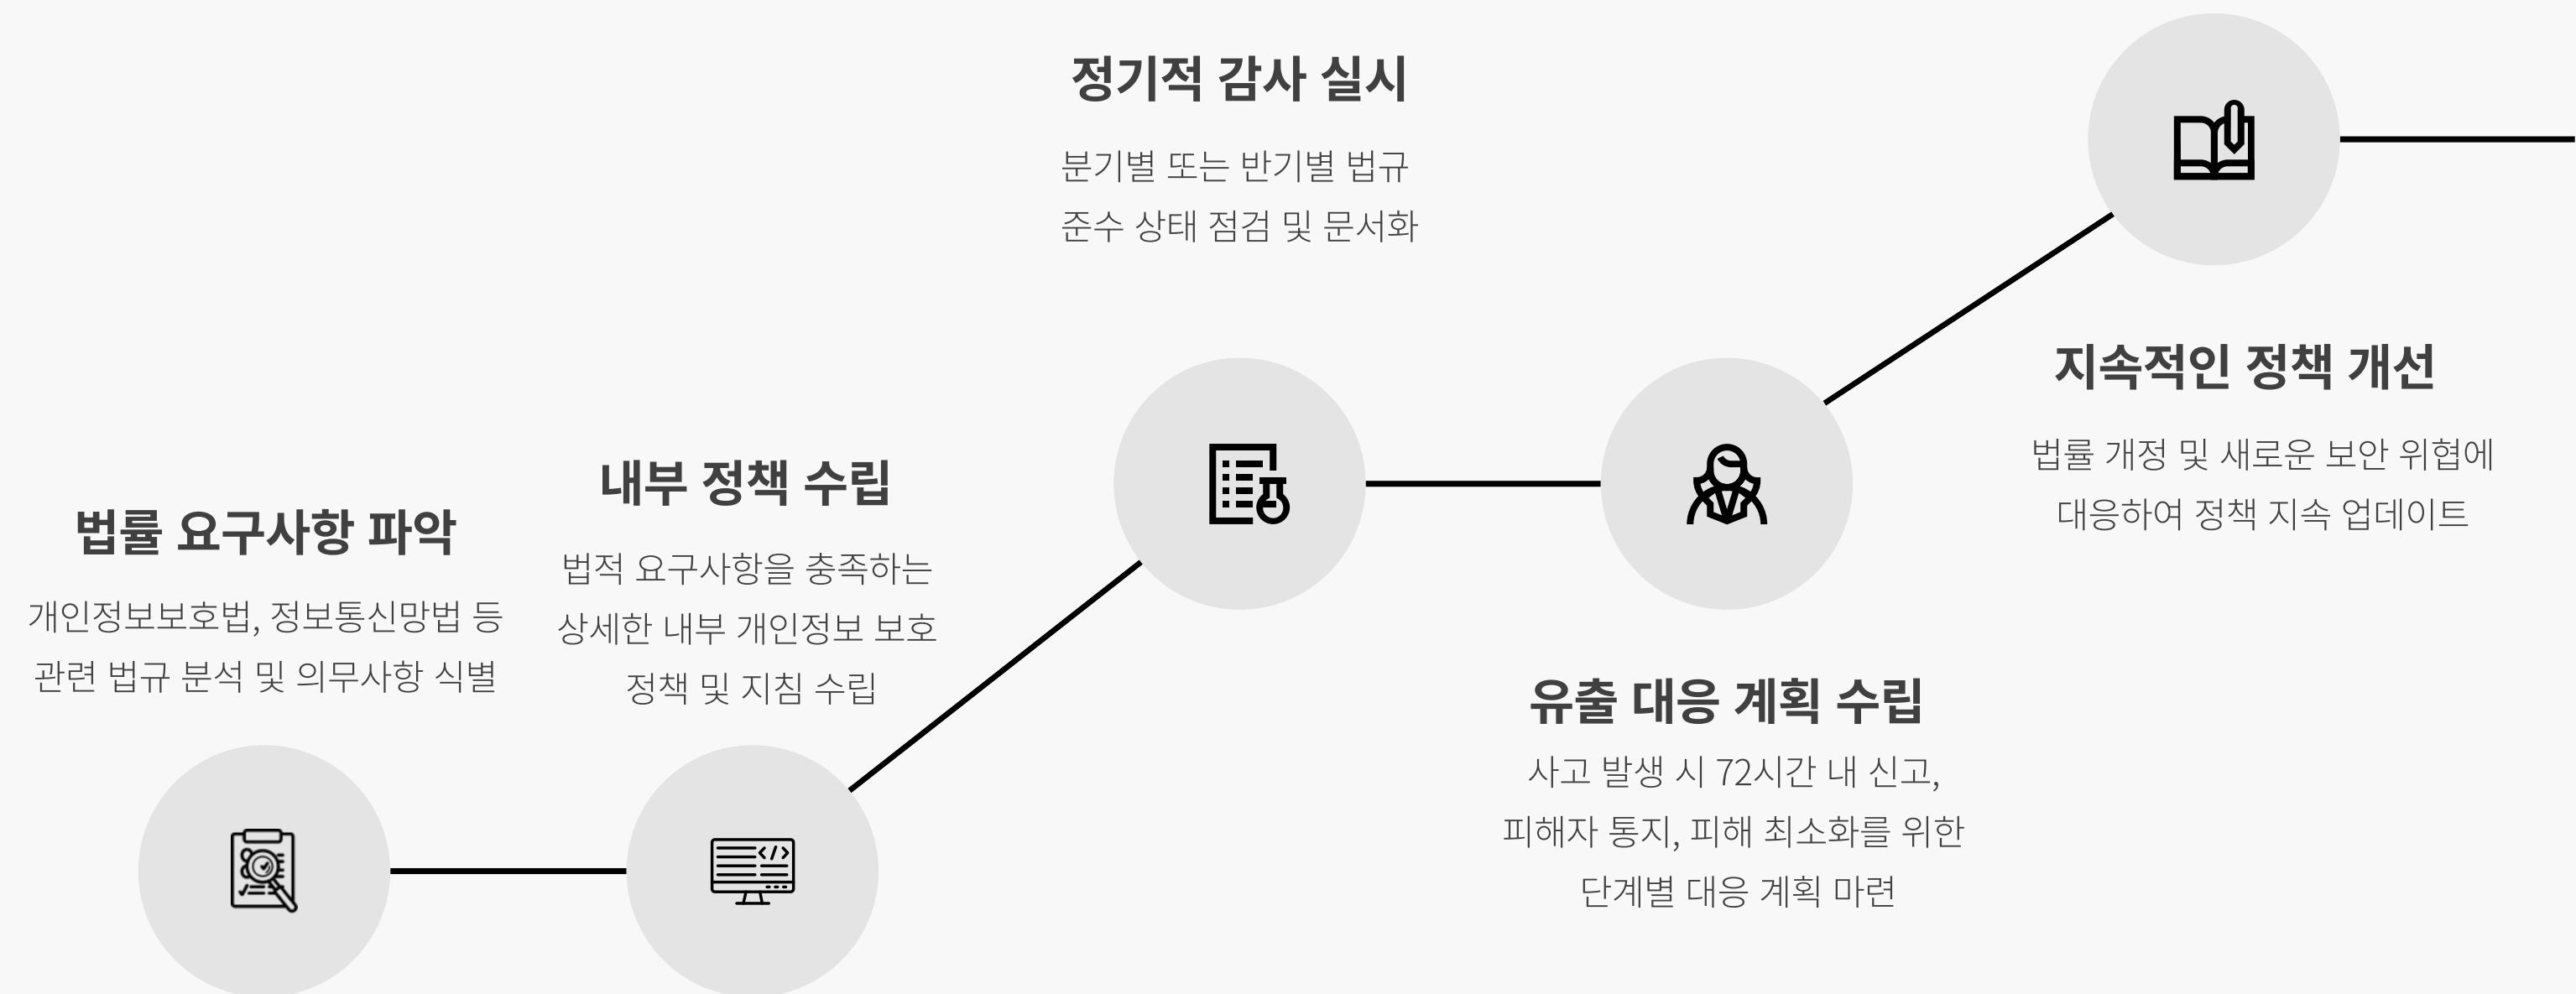 법률 요구사항 파악
개인정보보호법, 정보통신망법 등
관련 법규 분석 및 의무사항 식별
내부 정책 수립
법적 요구사항을 충족하는
상세한 내부 개인정보 보호
정책 및 지침 수립
정기적 감사 실시
분기별 또는 반기별 법규
준수 상태 점검 및 문서화
유출 대응 계획 수립
사고 발생 시 72시간 내 신고,
피해자 통지, 피해 최소화를 위한
단계별 대응 계획 마련
지속적인 정책 개선
법률 개정 및 새로운 보안 위협에
대응하여 정책 지속 업데이트